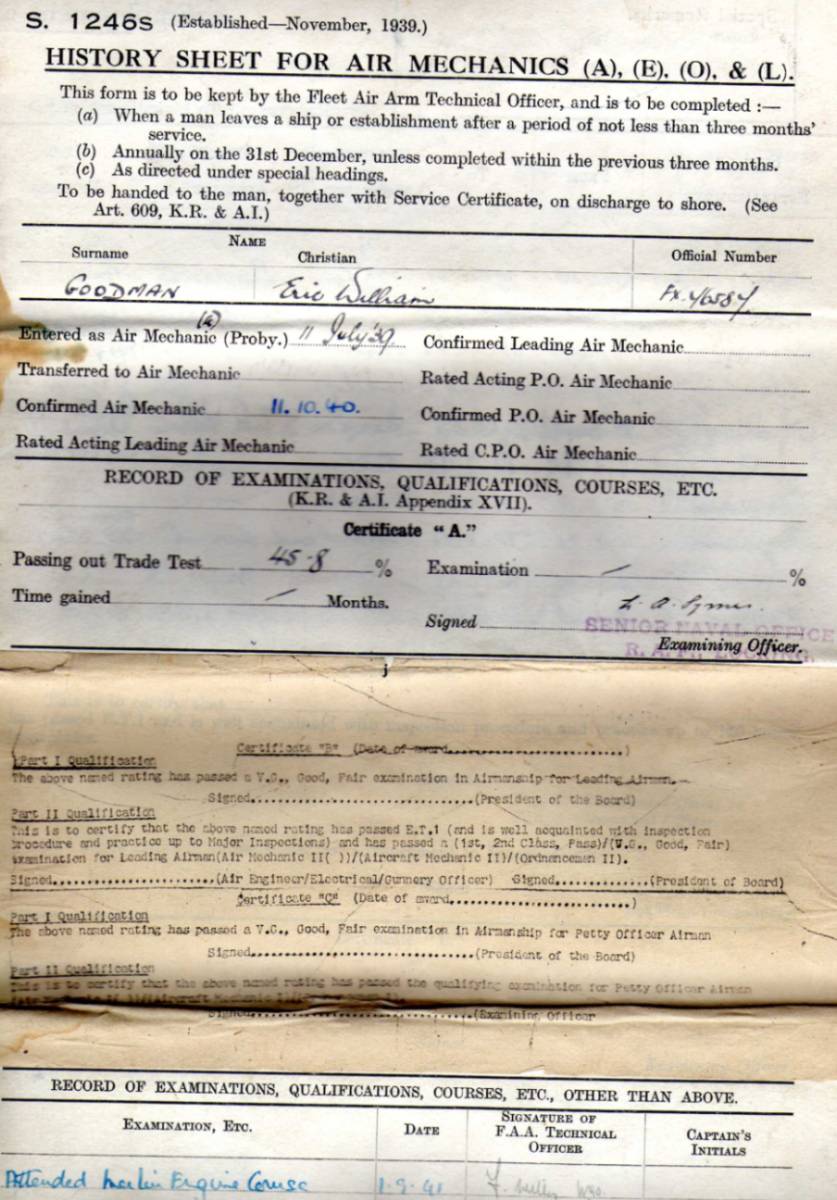 S. 1246s (Established—November, 1939.)
HISTORY SHEET FOR AIR MECHANICS (A), (E), (O), & (L).
This form is to be kept by the Fleet Air Arm Technical Officer, and is to be completed :—
(a) When a man leaves a ship or establishment after a period of not less than three months'
service.
(b) Annually on the 31st December, unless completed within the previous three months.
(c) As directed under special headings.
To be handed to the man, together with Service Certificate, on discharge to shore. (See
Art. 609, K.R. & A.I.)
NAME
Surname Christian Official Number
GOODMAN Eric William FX.76584
(a)
Entered as Air Mechanic (Proby.) 11 July '39 Confirmed Leading Air Mechanic
Transferred to Air Mechanic Rated Acting P.O. Air Mechanic
Confirmed Air Mechanic 11.10.40. Confirmed P.O. Air Mechanic
Rated Acting Leading Air Mechanic Rated C.P.O. Air Mechanic
RECORD OF EXAMINATIONS, QUALIFICATIONS, COURSES, ETC.
(K.R. & A.I. Appendix XVII).
Certificate "A."
Passing out Trade Test 45.8 % Examination — %
Time gained — Months.
Signed
SENIOR NAVAL OFFICE
Examining Officer.
R. A. F. LOCKING.
Certificate "B" (Date of award.............................)
Part I Qualification
The above named rating has passed a V.G., Good, Fair examination in Airmanship for Leading Airman.
Signed...................................(President of the Board)
Part II Qualification
This is to certify that the above named rating has passed E.T.1 (and is well acquainted with inspection
procedure and practice up to Major Inspections) and has passed a (1st, 2nd Class, Pass)/(V.G., Good, Fair)
examination for Leading Airman(Air Mechanic II( ))/(Aircraft Mechanic II)/(Ordnanceman II).
Signed.....................(Air Engineer/Electrical/Gunnery Officer) Signed.............(President of Board)
Certificate "C" (Date of award..........................)
Part I Qualification
The above named rating has passed a V.G., Good, Fair examination in Airmanship for Petty Officer Airman
Signed...................................(President of the Board)
Part II Qualification
This is to certify that the above named rating has passed the qualifying examination for Petty Officer Airman
Signed...................................(Examining Officer
RECORD OF EXAMINATIONS, QUALIFICATIONS, COURSES, ETC., OTHER THAN ABOVE.
EXAMINATION, ETC. DATE SIGNATURE OF F.A.A. TECHNICAL OFFICER CAPTAIN'S INITIALS
Attended Merlin Engine Course 1.9.41